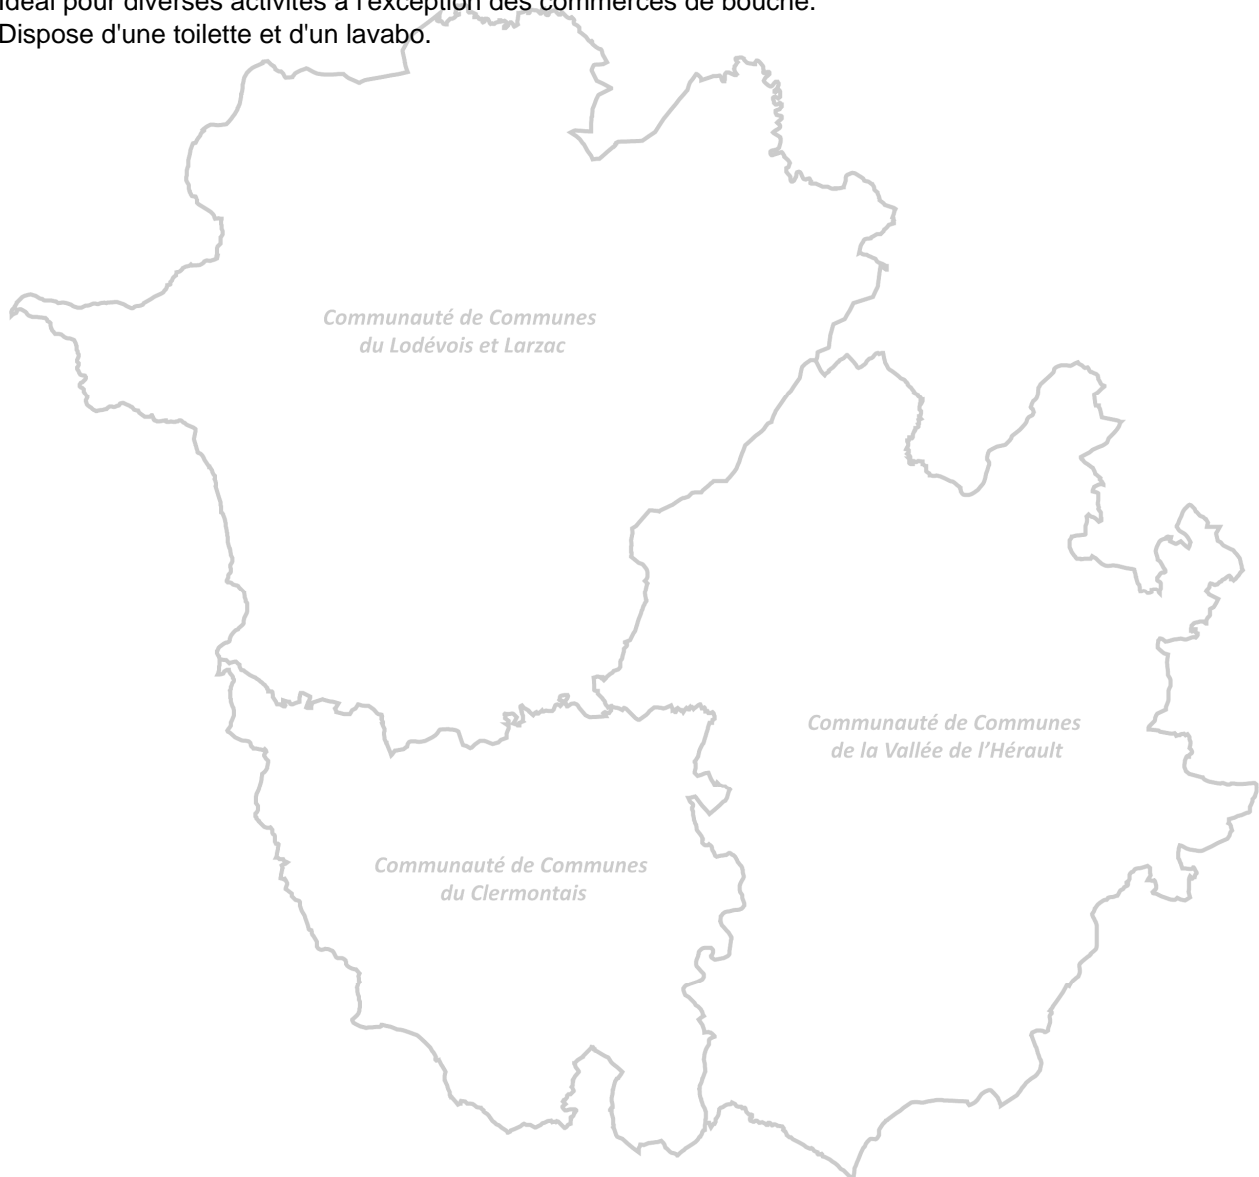 Idéal pour diverses activités à l'exception des commerces de bouche.
Dispose d'une toilette et d'un lavabo.
Communauté de Communes
du Lodévois et Larzac
Communauté de Communes
de la Vallée de l'Hérault
Communauté de Communes
du Clermontais